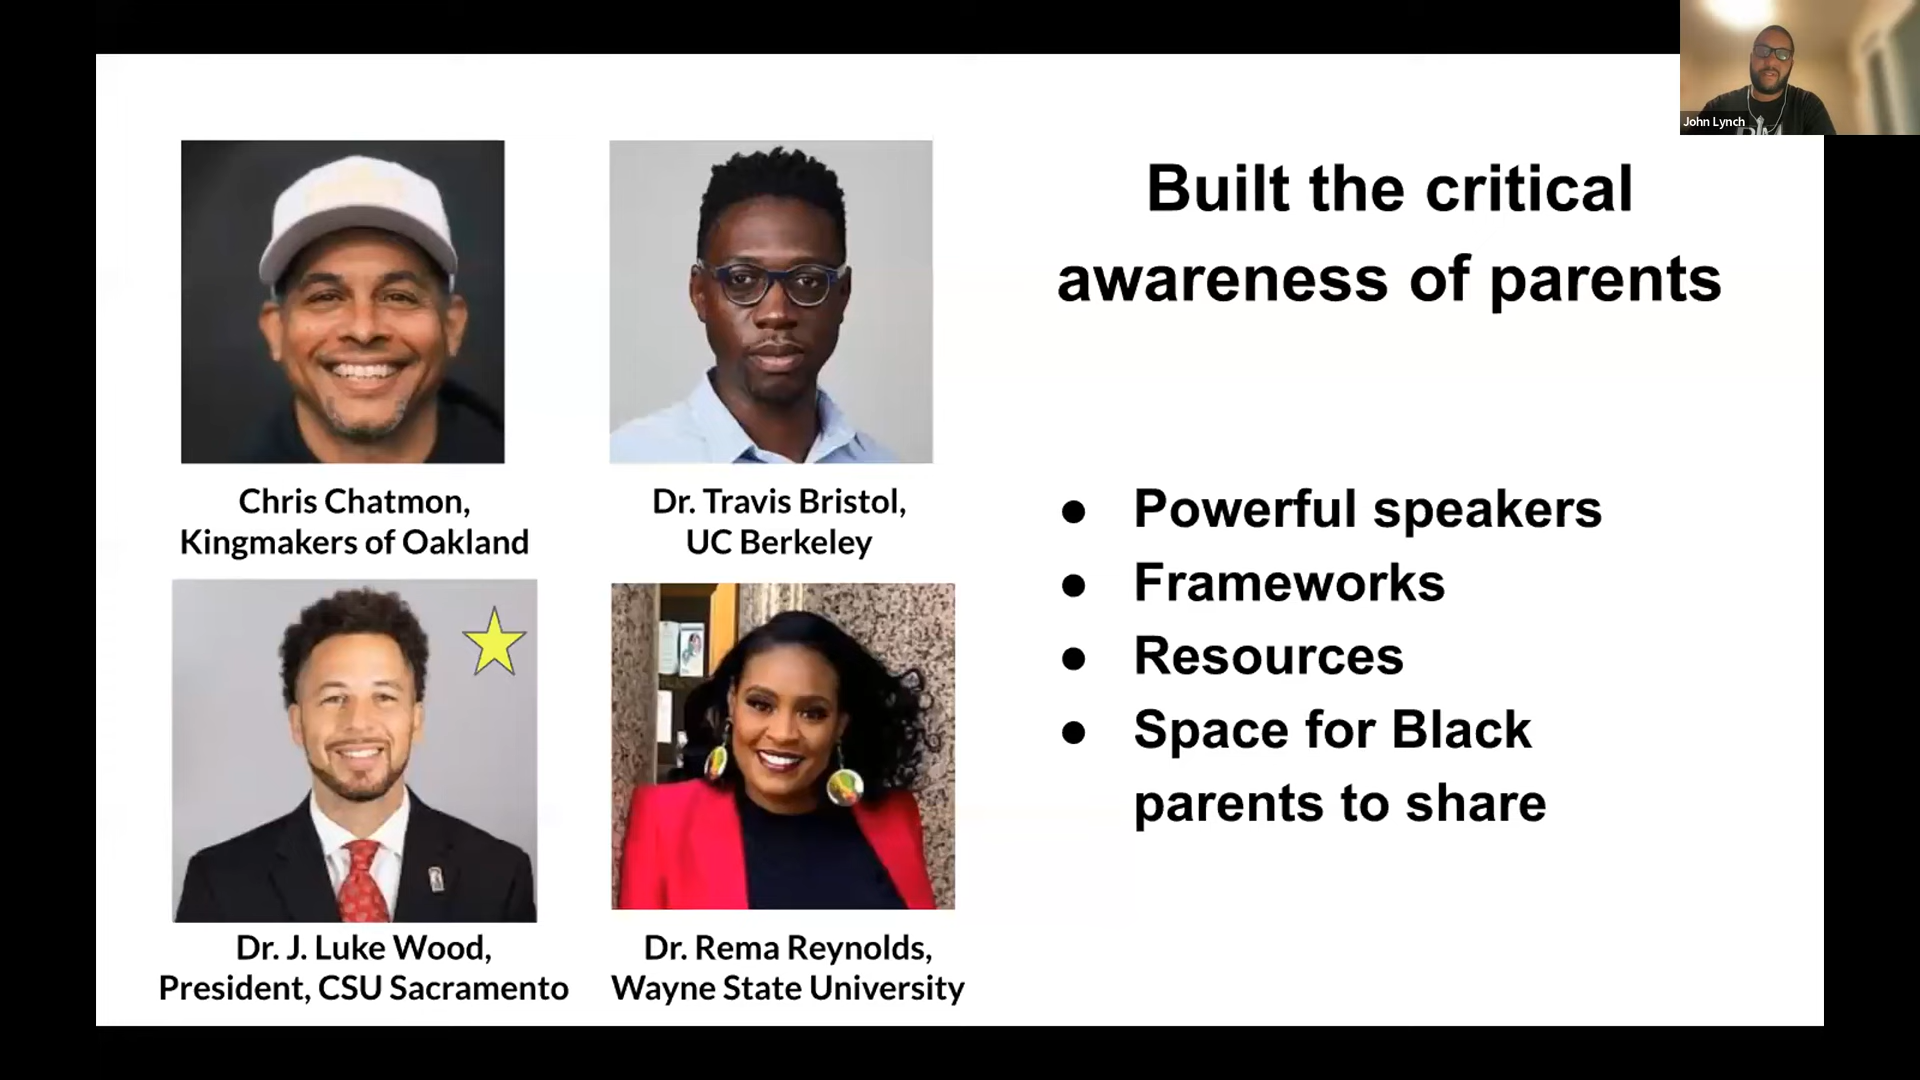 John Lynch
Built the critical
awareness of parents
Chris Chatmon,
Kingmakers of Oakland
Dr. Travis Bristol,
UC Berkeley
Dr. J. Luke Wood,
President, CSU Sacramento
Dr. Rema Reynolds,
Wayne State University
● Powerful speakers
● Frameworks
● Resources
● Space for Black
parents to share